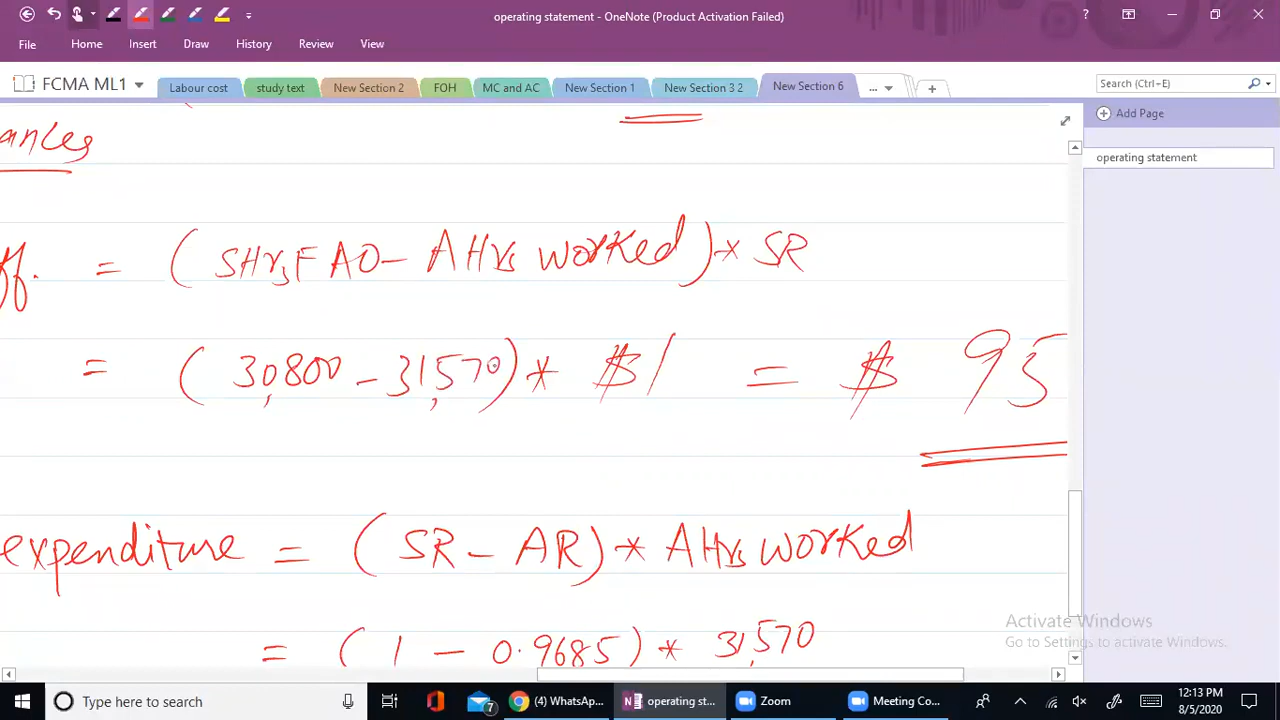 operating statement - OneNote (Product Activation Failed)
File Home Insert Draw History Review View
FCMA ML1 Labour cost study text New Section 2 FOH MC and AC New Section 1 New Section 3 2 New Section 6 ... +
Search (Ctrl+E)
Add Page
operating statement
ances
ff. = (SHrsFAO - AHrs worked) * SR
= (30,800 - 31,570) * $1 = $ 95
expenditure = (SR - AR) * AHrs worked
= (1 - 0.9685) * 31,570
Activate Windows
Go to Settings to activate Windows.
Type here to search
7
(4) WhatsApp...
operating st...
Zoom
Meeting Co...
12:13 PM
8/5/2020